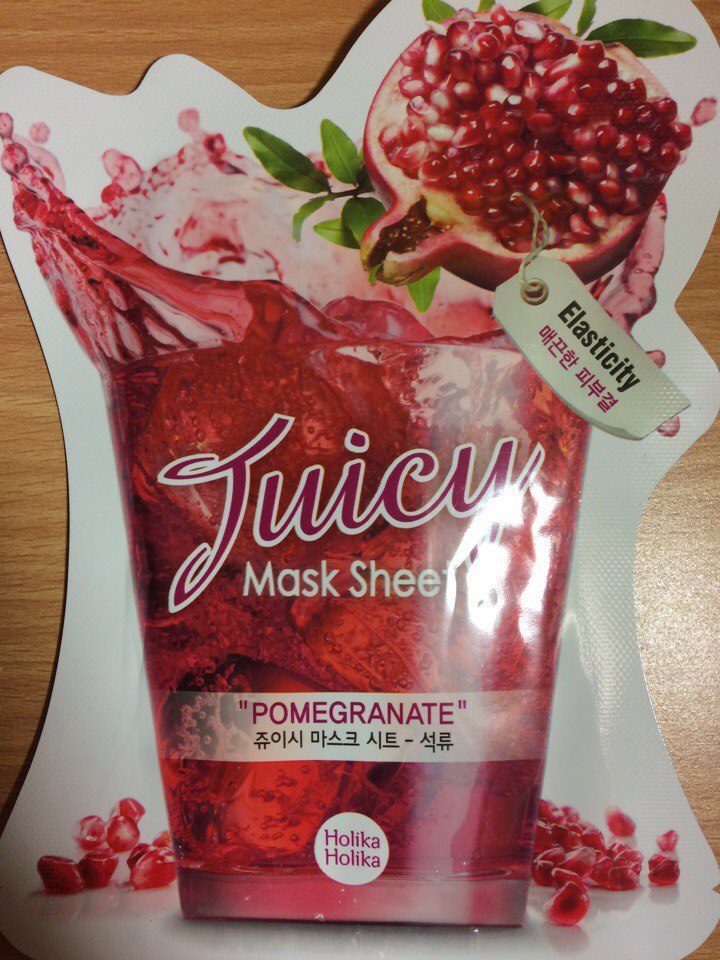 Elasticity
매끈한 피부결
Juicy
Mask Sheet
"POMEGRANATE"
쥬이시 마스크 시트 - 석류
Holika
Holika